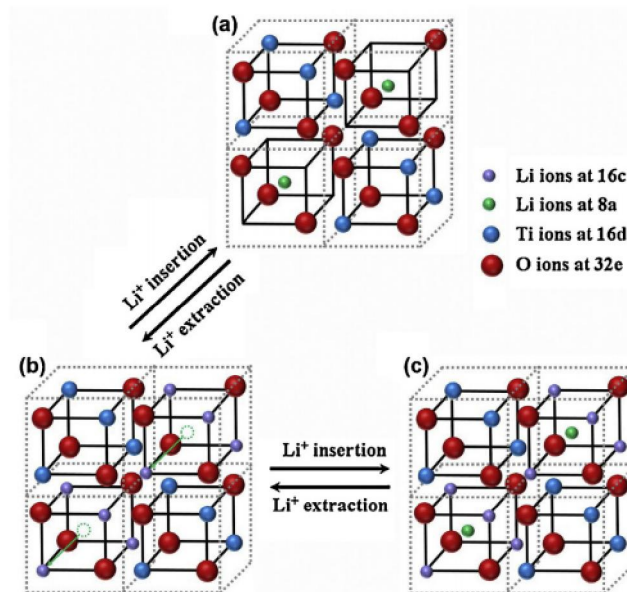 (a)
Li ions at 16c
Li ions at 8a
Ti ions at 16d
O ions at 32e
Li⁺ insertion
Li⁺ extraction
(b)
(c)
Li⁺ insertion
Li⁺ extraction